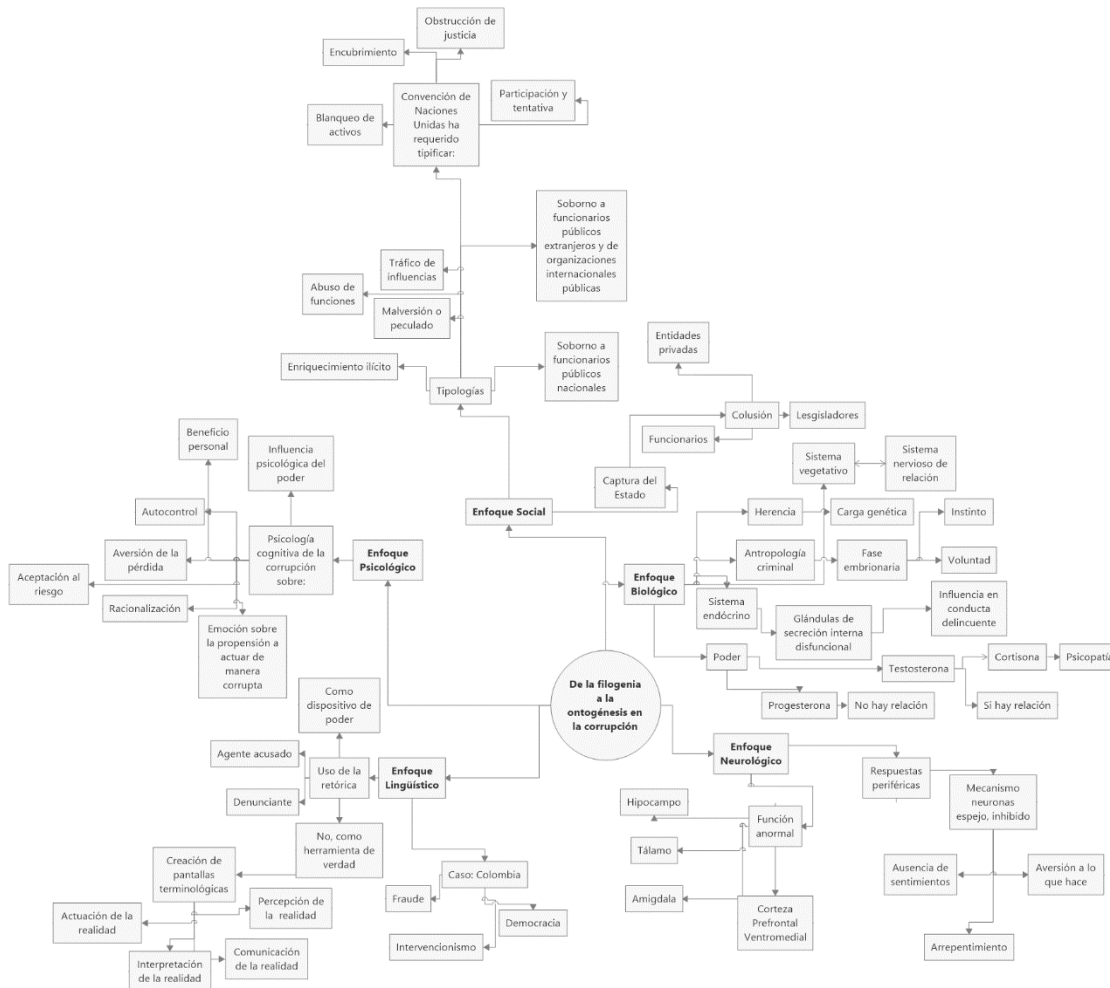 Obstrucción de
justicia
Encubrimiento
Convención de
Naciones
Unidas ha
requerido
tipificar:
Participación y
tentativa
Blanqueo de
activos
Soborno a
funcionarios
públicos
extranjeros y de
organizaciones
internacionales
públicas
Tráfico de
influencias
Abuso de
funciones
Malversión o
peculado
Enriquecimiento ilícito
Tipologías
Soborno a
funcionarios
públicos
nacionales
Entidades
privadas
Colusión
Lesgisladores
Funcionarios
Captura del
Estado
Enfoque Social
Beneficio
personal
Influencia
psicológica del
poder
Autocontrol
Psicología
cognitiva de la
corrupción
sobre:
Enfoque
Psicológico
Aversión de la
pérdida
Aceptación al
riesgo
Racionalización
Emoción sobre
la propensión a
actuar de
manera
corrupta
Sistema
vegetativo
Sistema
nervioso de
relación
Herencia
Carga genética
Instinto
Antropología
criminal
Fase
embrionaria
Voluntad
Enfoque
Biológico
Sistema
endócrino
Glándulas de
secreción interna
disfuncional
Influencia en
conducta
delincuente
Poder
Testosterona
Cortisona
Psicopatía
Progesterona
No hay relación
Si hay relación
De la filogenia
a la
ontogénesis en
la corrupción
Como
dispositivo de
poder
Agente acusado
Uso de la
retórica
Enfoque
Lingüístico
Denunciante
No, como
herramienta de
verdad
Creación de
pantallas
terminológicas
Percepción de
la realidad
Actuación de la
realidad
Interpretación
de la realidad
Comunicación
de la realidad
Caso: Colombia
Fraude
Democracia
Intervencionismo
Enfoque
Neurológico
Respuestas
periféricas
Mecanismo
neuronas
espejo, inhibido
Hipocampo
Función
anormal
Tálamo
Amigdala
Corteza
Prefrontal
Ventromedial
Ausencia de
sentimientos
Aversión a lo
que hace
Arrepentimiento